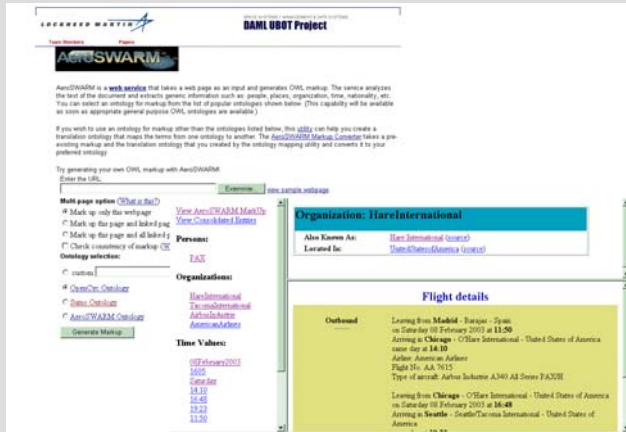 LOCKHEED MARTIN
SPACE SYSTEMS / MANAGEMENT & DATA SYSTEMS
DAML UBOT Project
Team Members Papers
AeroSWARM
AeroSWARM is a web service that takes a web page as an input and generates OWL markup. The service analyzes
the text of the document and extracts generic information such as: people, places, organization, time, nationality, etc.
You can select an ontology for markup from the list of popular ontologies shown below. (This capability will be available
as soon as appropriate general purpose OWL ontologies are available.)
If you wish to use an ontology for markup other than the ontologies listed below, this utility can help you create a
translation ontology that maps the terms from one ontology to another. The AeroSWARM Markup Converter takes a pre-
existing markup and the translation ontology that you created by the ontology mapping utility and converts it to your
preferred ontology.
Try generating your own OWL markup with AeroSWARM!
Enter the URL:
Examine... view sample webpage
Multi-page option (What is this?)
Mark up only this webpage
Mark up this page and linked pag
Mark up this page and all linked p
Check consistency of markup (W
Ontology selection:
custom
OpenCyc Ontology
Sumo Ontology
AeroSWARM Ontology
Generate Markup
View AeroSWARM MarkUp
View Consolidated Entities
Persons:
PAX
Organizations:
HareInternational
TacomaInternational
AirbusIndustrie
AmericanAirlines
Time Values:
08February2003
1605
Saturday
14:10
16:48
19:23
11:50
Organization: HareInternational
Also Known As: Hare International (source)
Located In: UnitedStatesofAmerica (source)
Flight details
Outbound
Leaving from Madrid - Barajas - Spain
on Saturday 08 February 2003 at 11:50
Arriving in Chicago - O'Hare International - United States of America
same day at 14:10
Airline: American Airlines
Flight No. AA 7615
Type of aircraft: Airbus Industrie A340 All Series PAX/H
Leaving from Chicago - O'Hare International - United States of America
on Saturday 08 February 2003 at 16:48
Arriving in Seattle - Seattle/Tacoma International - United States of
America